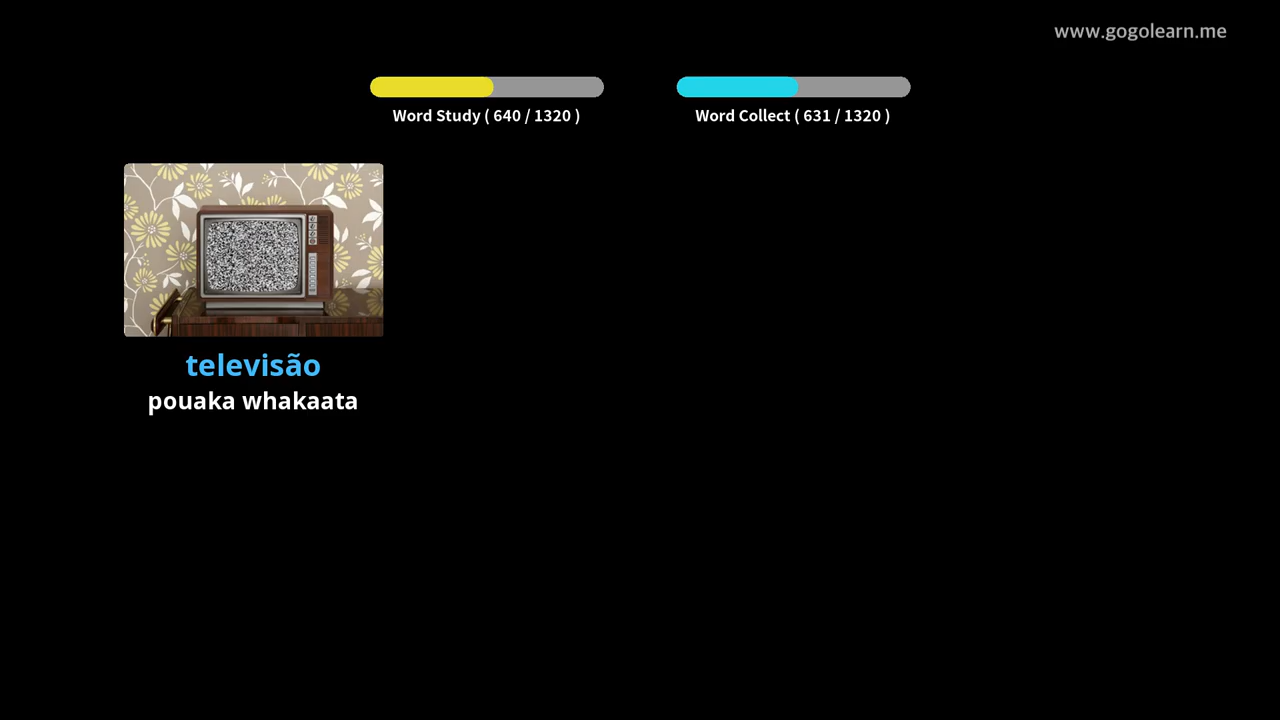 www.gogolearn.me
Word Study ( 640 / 1320 )
Word Collect ( 631 / 1320 )
televisão
pouaka whakaata